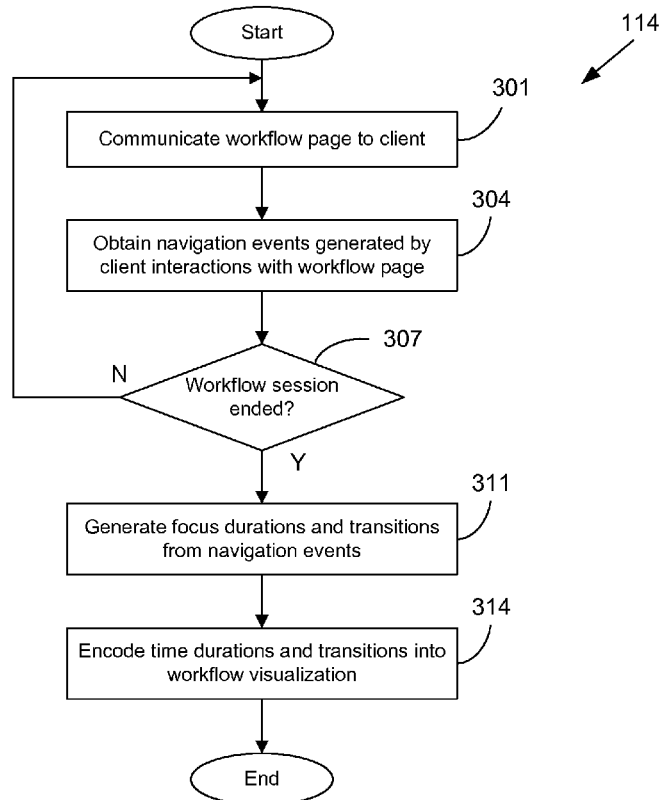 Start
114
301
Communicate workflow page to client
304
Obtain navigation events generated by
client interactions with workflow page
307
N
Workflow session
ended?
Y
311
Generate focus durations and transitions
from navigation events
314
Encode time durations and transitions into
workflow visualization
End